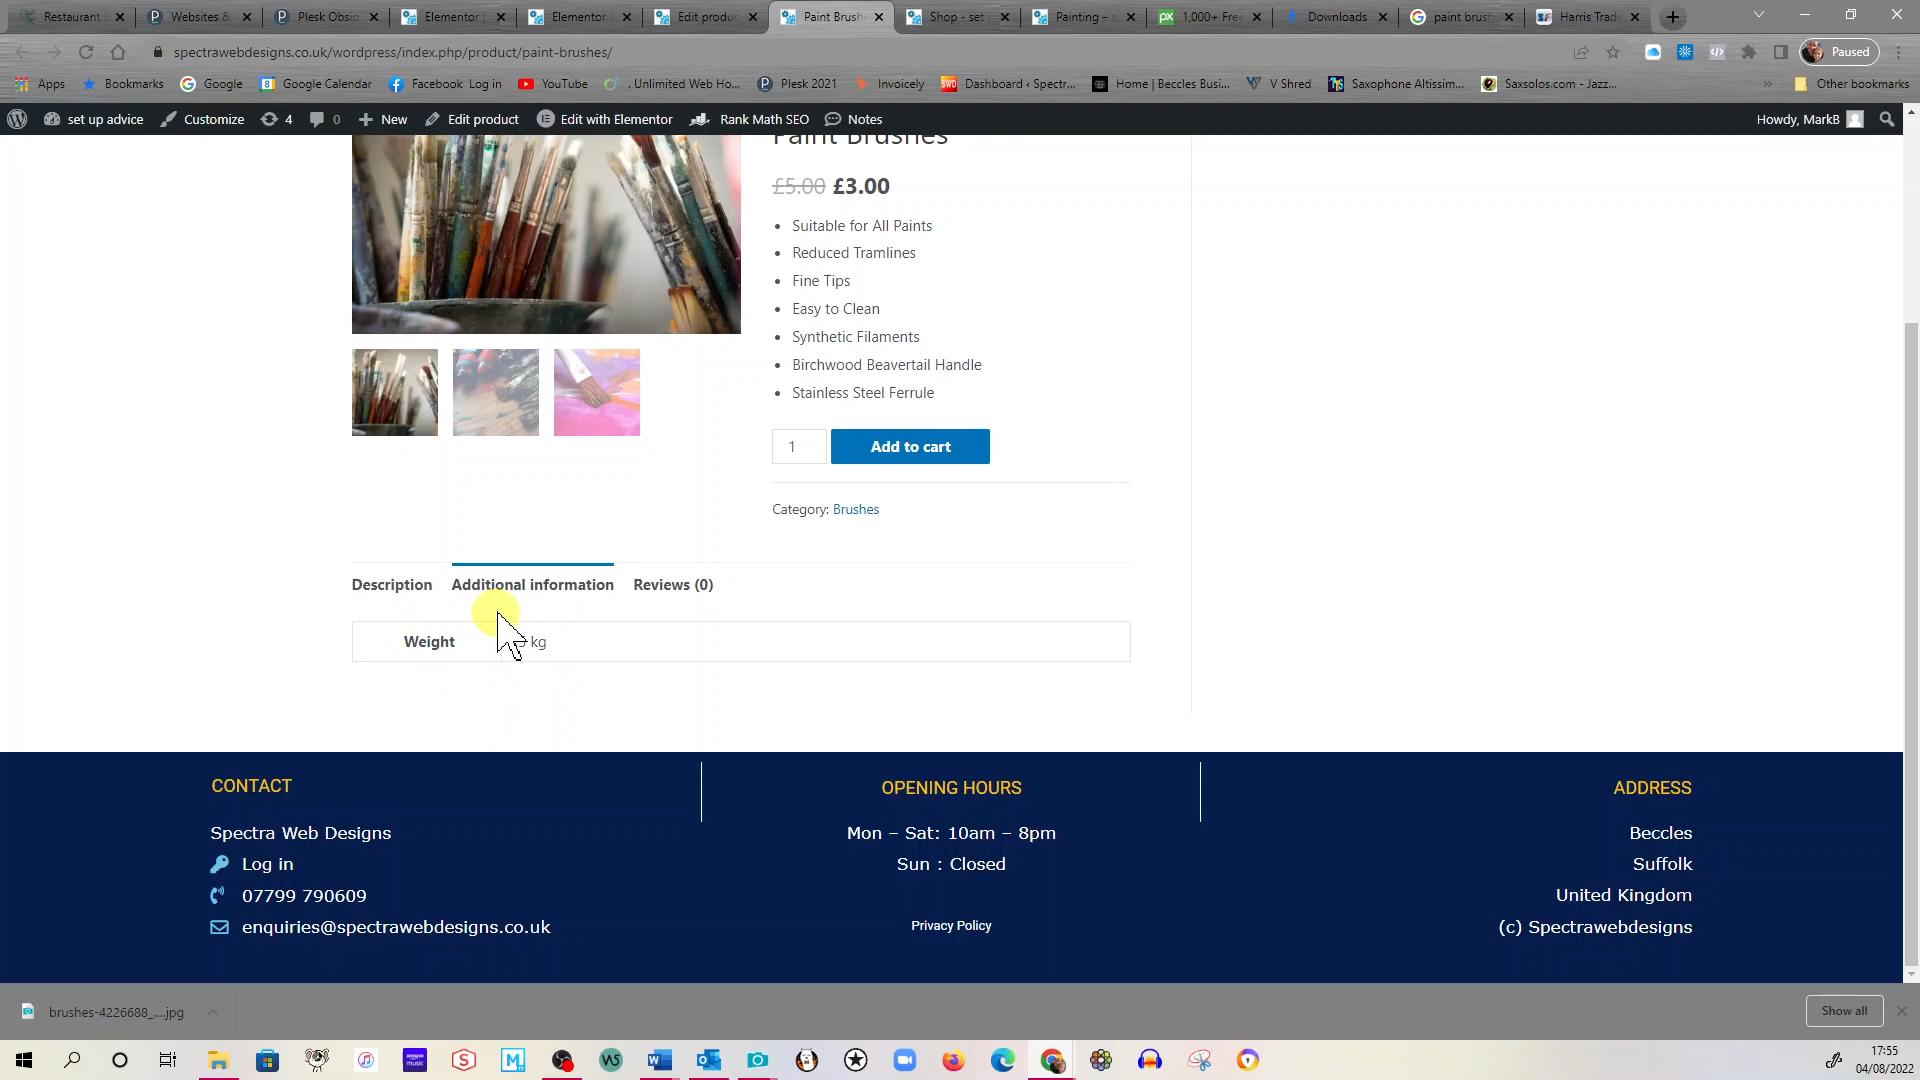 Restaurant
Websites &
Plesk Obsid
Elementor
Elementor
Edit produc
Paint Brush
Shop - set
Painting – s
1,000+ Free
Downloads
paint brush
Harris Trad
spectrawebdesigns.co.uk/wordpress/index.php/product/paint-brushes/
Paused
Apps
Bookmarks
Google
Google Calendar
Facebook Log in
YouTube
. Unlimited Web Ho...
Plesk 2021
Invoicely
Dashboard ‹ Spectr...
Home | Beccles Busi...
V Shred
Saxophone Altissim...
Saxsolos.com - Jazz...
»
Other bookmarks
set up advice
Customize
4
0
New
Edit product
Edit with Elementor
Rank Math SEO
Notes
Howdy, MarkB
Paint Brushes
£5.00 £3.00
• Suitable for All Paints
• Reduced Tramlines
• Fine Tips
• Easy to Clean
• Synthetic Filaments
• Birchwood Beavertail Handle
• Stainless Steel Ferrule
1
Add to cart
Category: Brushes
Description
Additional information
Reviews (0)
Weight
kg
CONTACT
Spectra Web Designs
Log in
07799 790609
enquiries@spectrawebdesigns.co.uk
OPENING HOURS
Mon – Sat: 10am – 8pm
Sun : Closed
Privacy Policy
ADDRESS
Beccles
Suffolk
United Kingdom
(c) Spectrawebdesigns
brushes-4226688_....jpg
Show all
17:55
04/08/2022